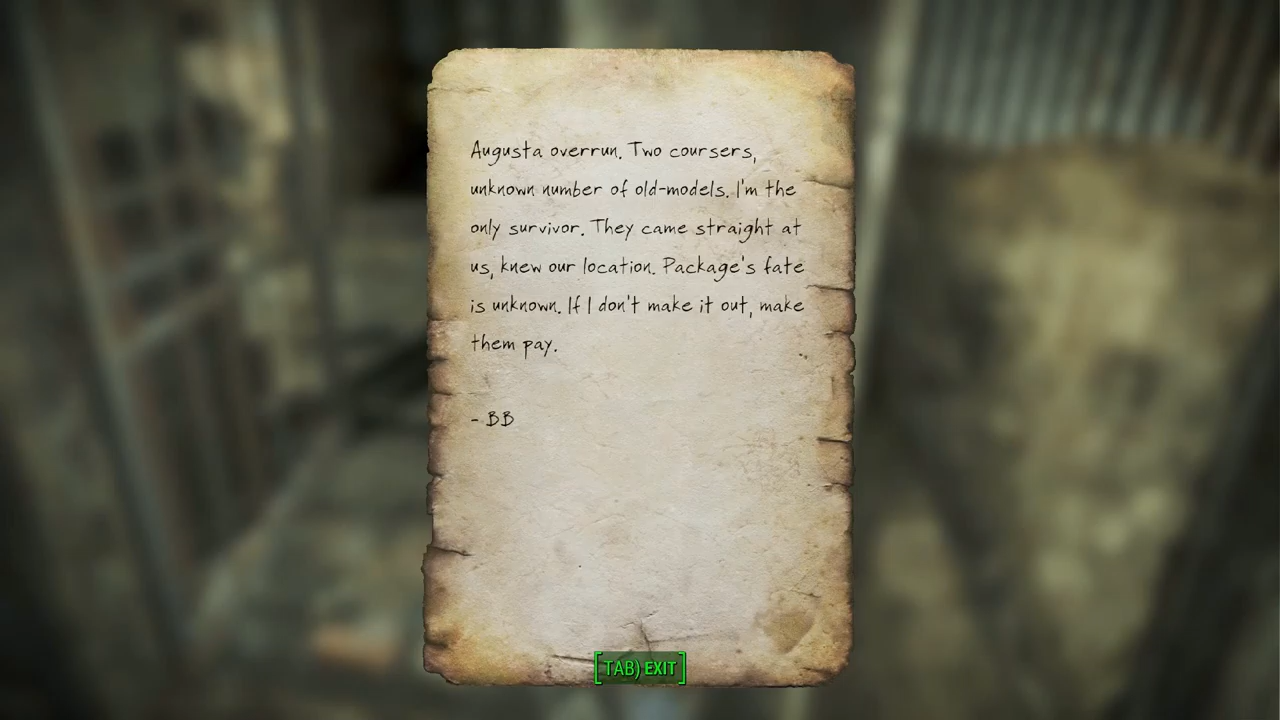 Augusta overrun. Two coursers,
unknown number of old-models. I'm the
only survivor. They came straight at
us, knew our location. Package's fate
is unknown. If I don't make it out, make
them pay.
- BB
[TAB) EXIT]